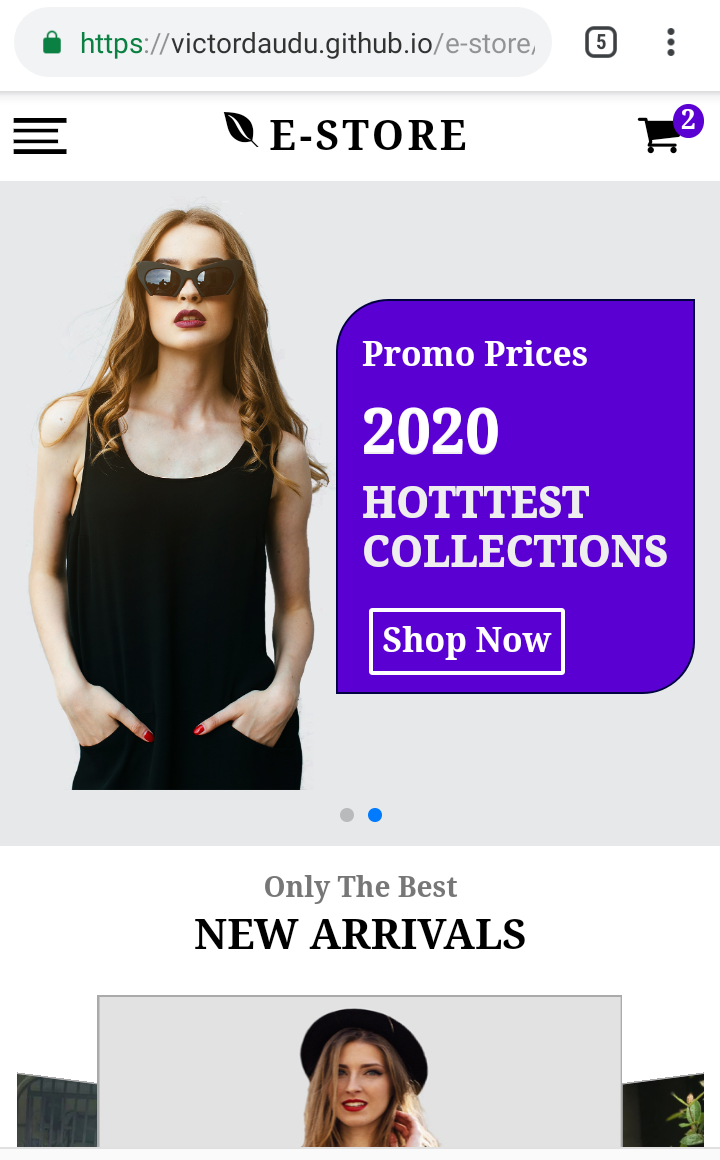 https://victordaudu.github.io/e-store/
5
E-STORE
2
Promo Prices
2020
HOTTTEST
COLLECTIONS
Shop Now
Only The Best
NEW ARRIVALS